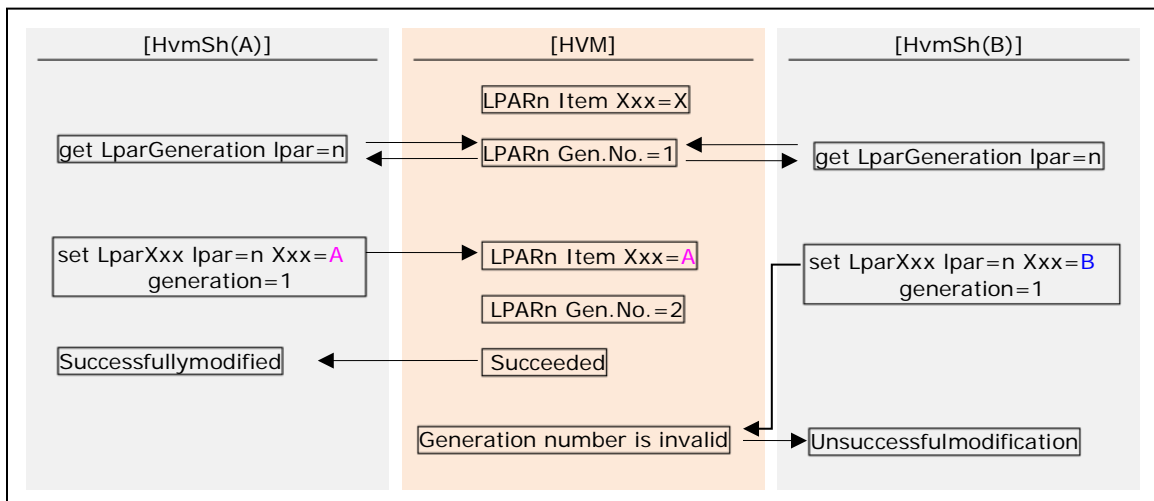 [HvmSh(A)]
[HVM]
[HvmSh(B)]
LPARn Item Xxx=X
get LparGeneration lpar=n
LPARn Gen.No.=1
get LparGeneration lpar=n
set LparXxx lpar=n Xxx=A
generation=1
LPARn Item Xxx=A
set LparXxx lpar=n Xxx=B
generation=1
LPARn Gen.No.=2
Successfullymodified
Succeeded
Generation number is invalid
Unsuccessfulmodification